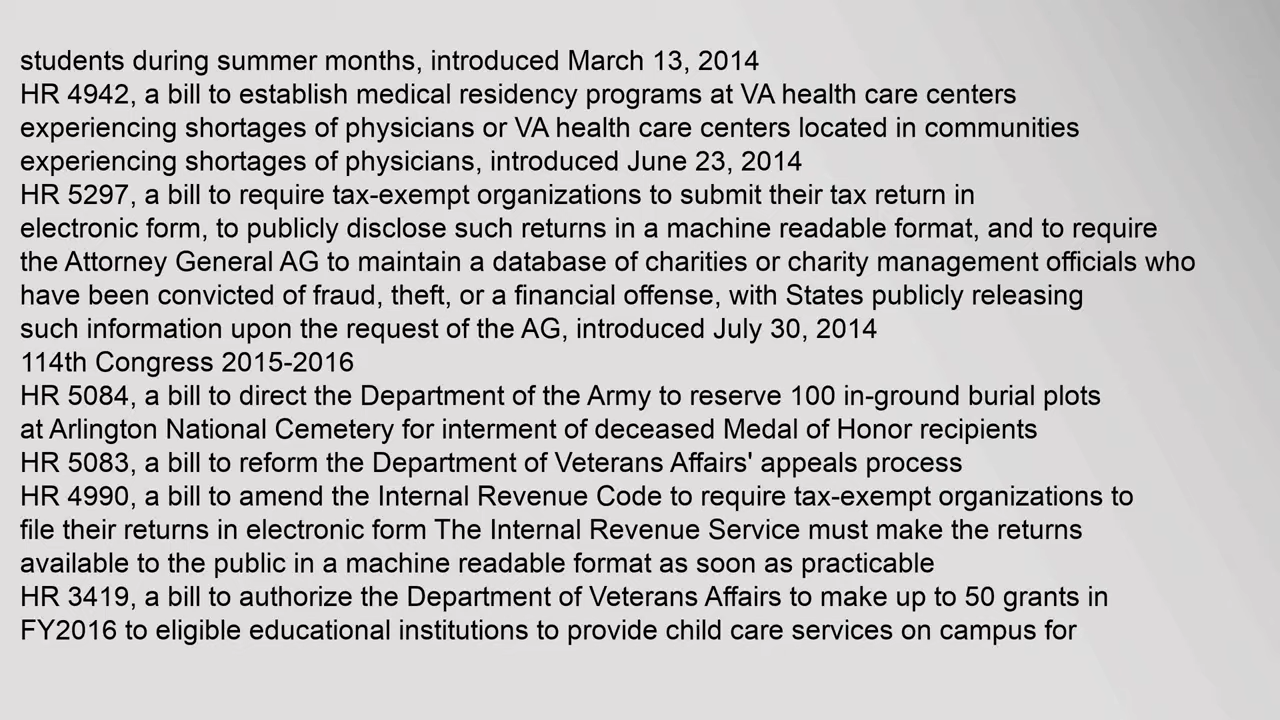 students during summer months, introduced March 13, 2014
HR 4942, a bill to establish medical residency programs at VA health care centers
experiencing shortages of physicians or VA health care centers located in communities
experiencing shortages of physicians, introduced June 23, 2014
HR 5297, a bill to require tax-exempt organizations to submit their tax return in
electronic form, to publicly disclose such returns in a machine readable format, and to require
the Attorney General AG to maintain a database of charities or charity management officials who
have been convicted of fraud, theft, or a financial offense, with States publicly releasing
such information upon the request of the AG, introduced July 30, 2014
114th Congress 2015-2016
HR 5084, a bill to direct the Department of the Army to reserve 100 in-ground burial plots
at Arlington National Cemetery for interment of deceased Medal of Honor recipients
HR 5083, a bill to reform the Department of Veterans Affairs' appeals process
HR 4990, a bill to amend the Internal Revenue Code to require tax-exempt organizations to
file their returns in electronic form The Internal Revenue Service must make the returns
available to the public in a machine readable format as soon as practicable
HR 3419, a bill to authorize the Department of Veterans Affairs to make up to 50 grants in
FY2016 to eligible educational institutions to provide child care services on campus for